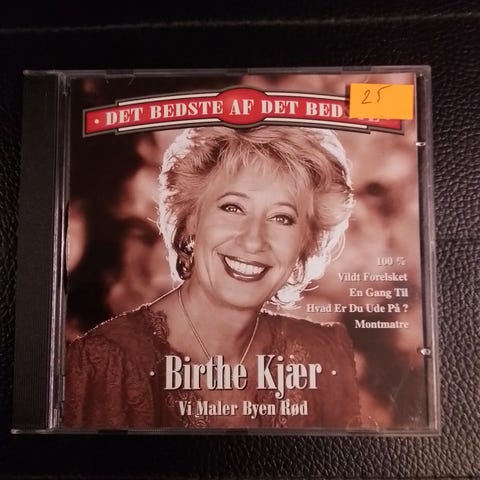 · DET BEDSTE AF DET BEDSTE ·
25
100 %
Vildt Forelsket
En Gang Til
Hvad Er Du Ude På ?
Montmatre
· Birthe Kjær ·
Vi Maler Byen Rød